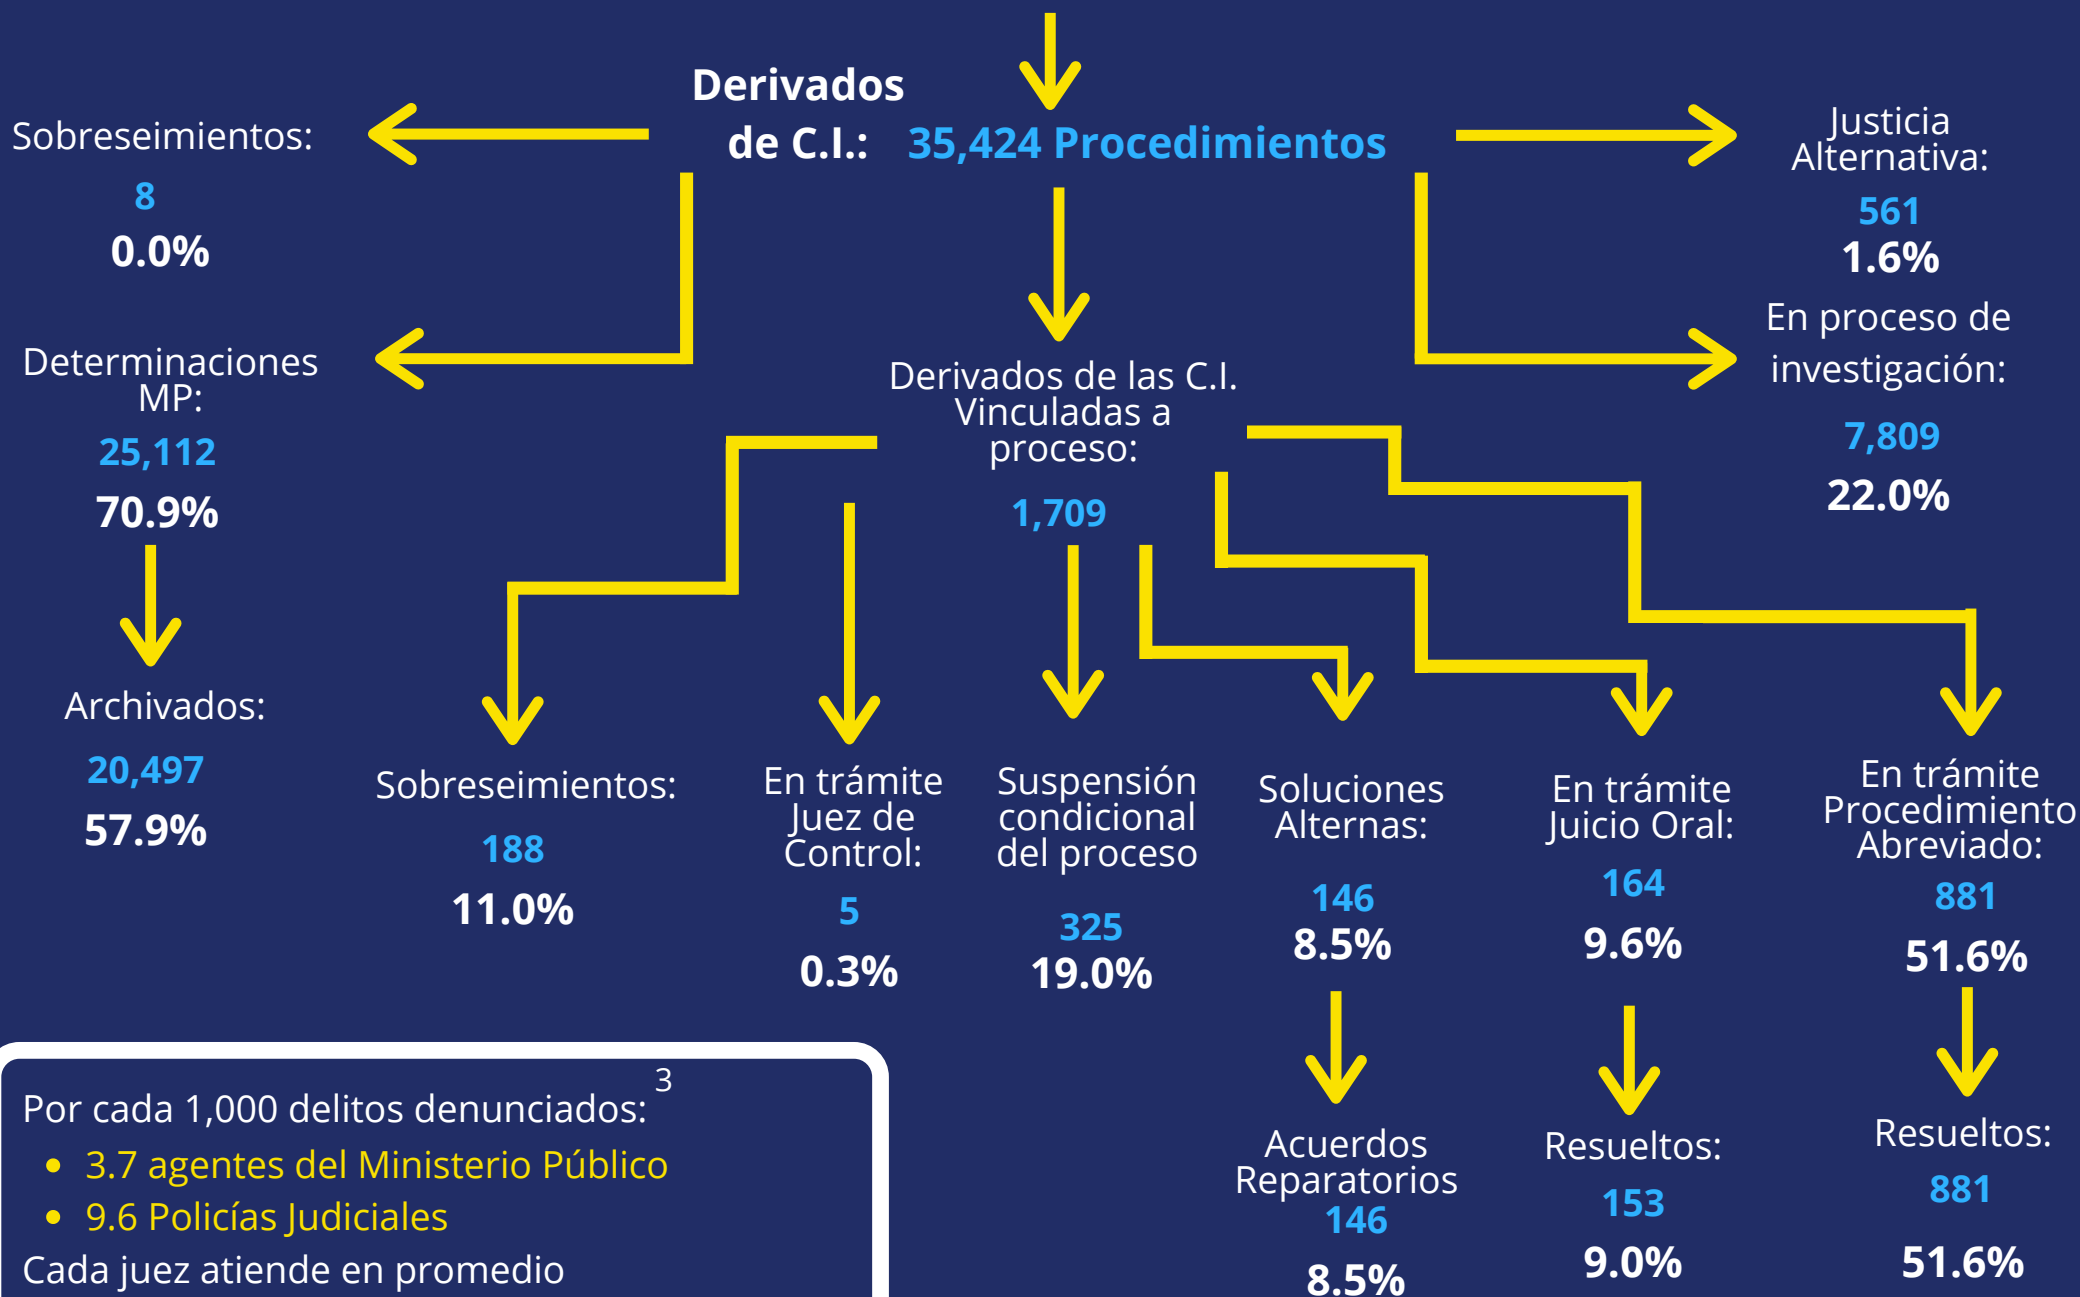 Derivados
de C.I.: 35,424 Procedimientos
Sobreseimientos:
8
0.0%
Justicia
Alternativa:
561
1.6%
Determinaciones
MP:
25,112
70.9%
Derivados de las C.I.
Vinculadas a
proceso:
1,709
En proceso de
investigación:
7,809
22.0%
Archivados:
20,497
57.9%
Sobreseimientos:
188
11.0%
En trámite
Juez de
Control:
5
0.3%
Suspensión
condicional
del proceso
325
19.0%
Soluciones
Alternas:
146
8.5%
En trámite
Juicio Oral:
164
9.6%
En trámite
Procedimiento
Abreviado:
881
51.6%
Acuerdos
Reparatorios
146
8.5%
Resueltos:
153
9.0%
Resueltos:
881
51.6%
Por cada 1,000 delitos denunciados: 3
• 3.7 agentes del Ministerio Público
• 9.6 Policías Judiciales
Cada juez atiende en promedio